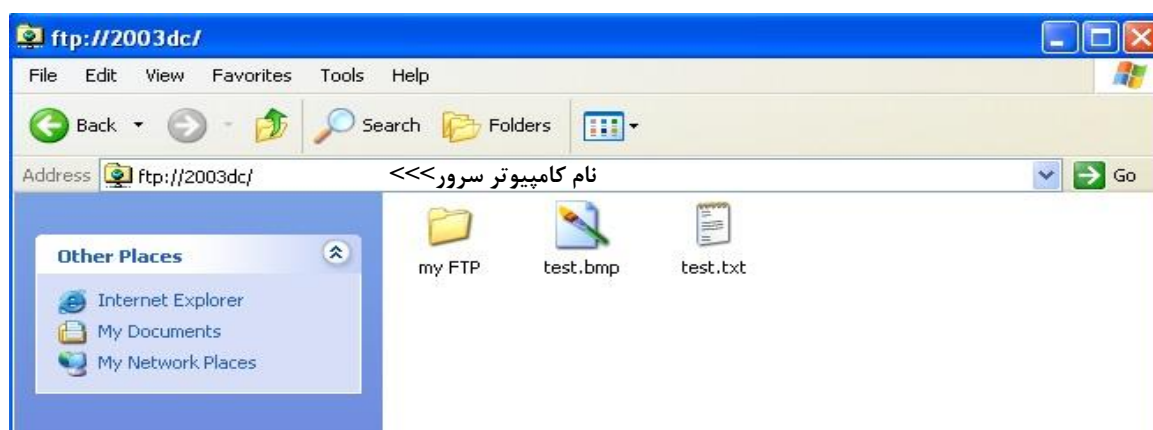 ftp://2003dc/
File Edit View Favorites Tools Help
Back Search Folders
Address ftp://2003dc/ نام کامپیوتر سرور>>> Go
Other Places
my FTP test.bmp test.txt
Internet Explorer
My Documents
My Network Places